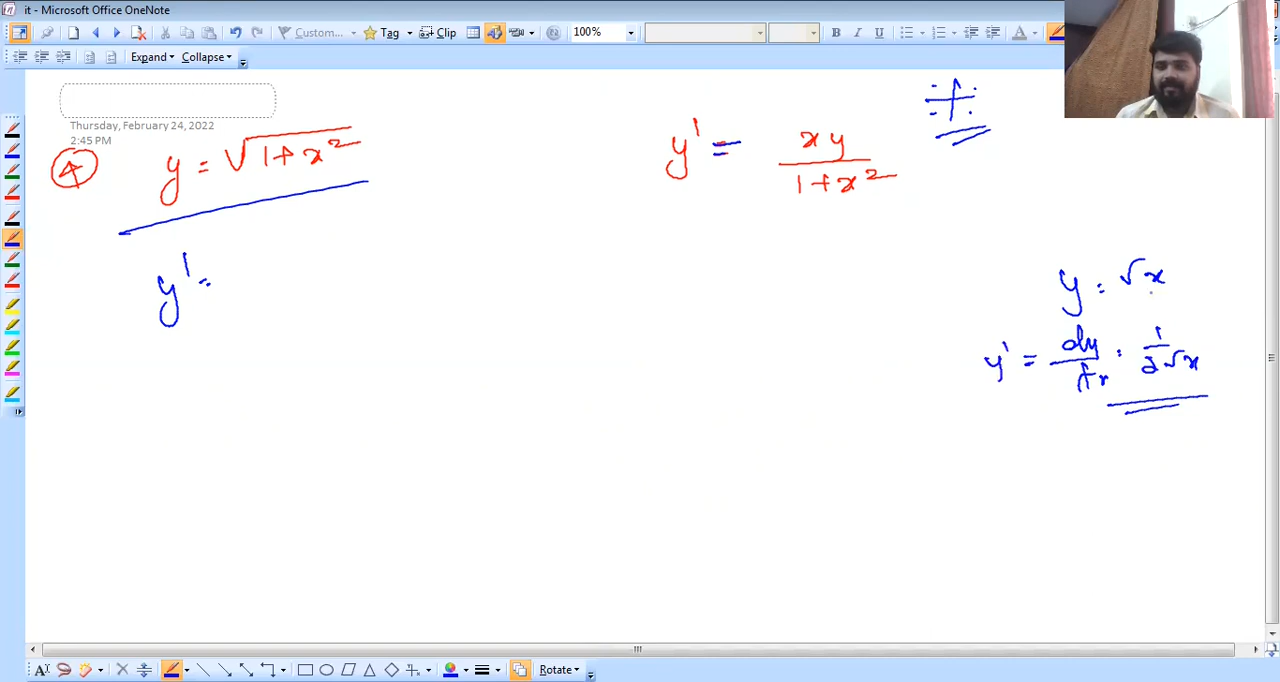 it - Microsoft Office OneNote
Custom... Tag Clip 100% B I U A
Expand Collapse
Thursday, February 24, 2022
2:45 PM
4 y = √1+x²
y' = xy / 1+x²
y' =
y = √x
y' = dy/dx = 1/2√x
A Rotate